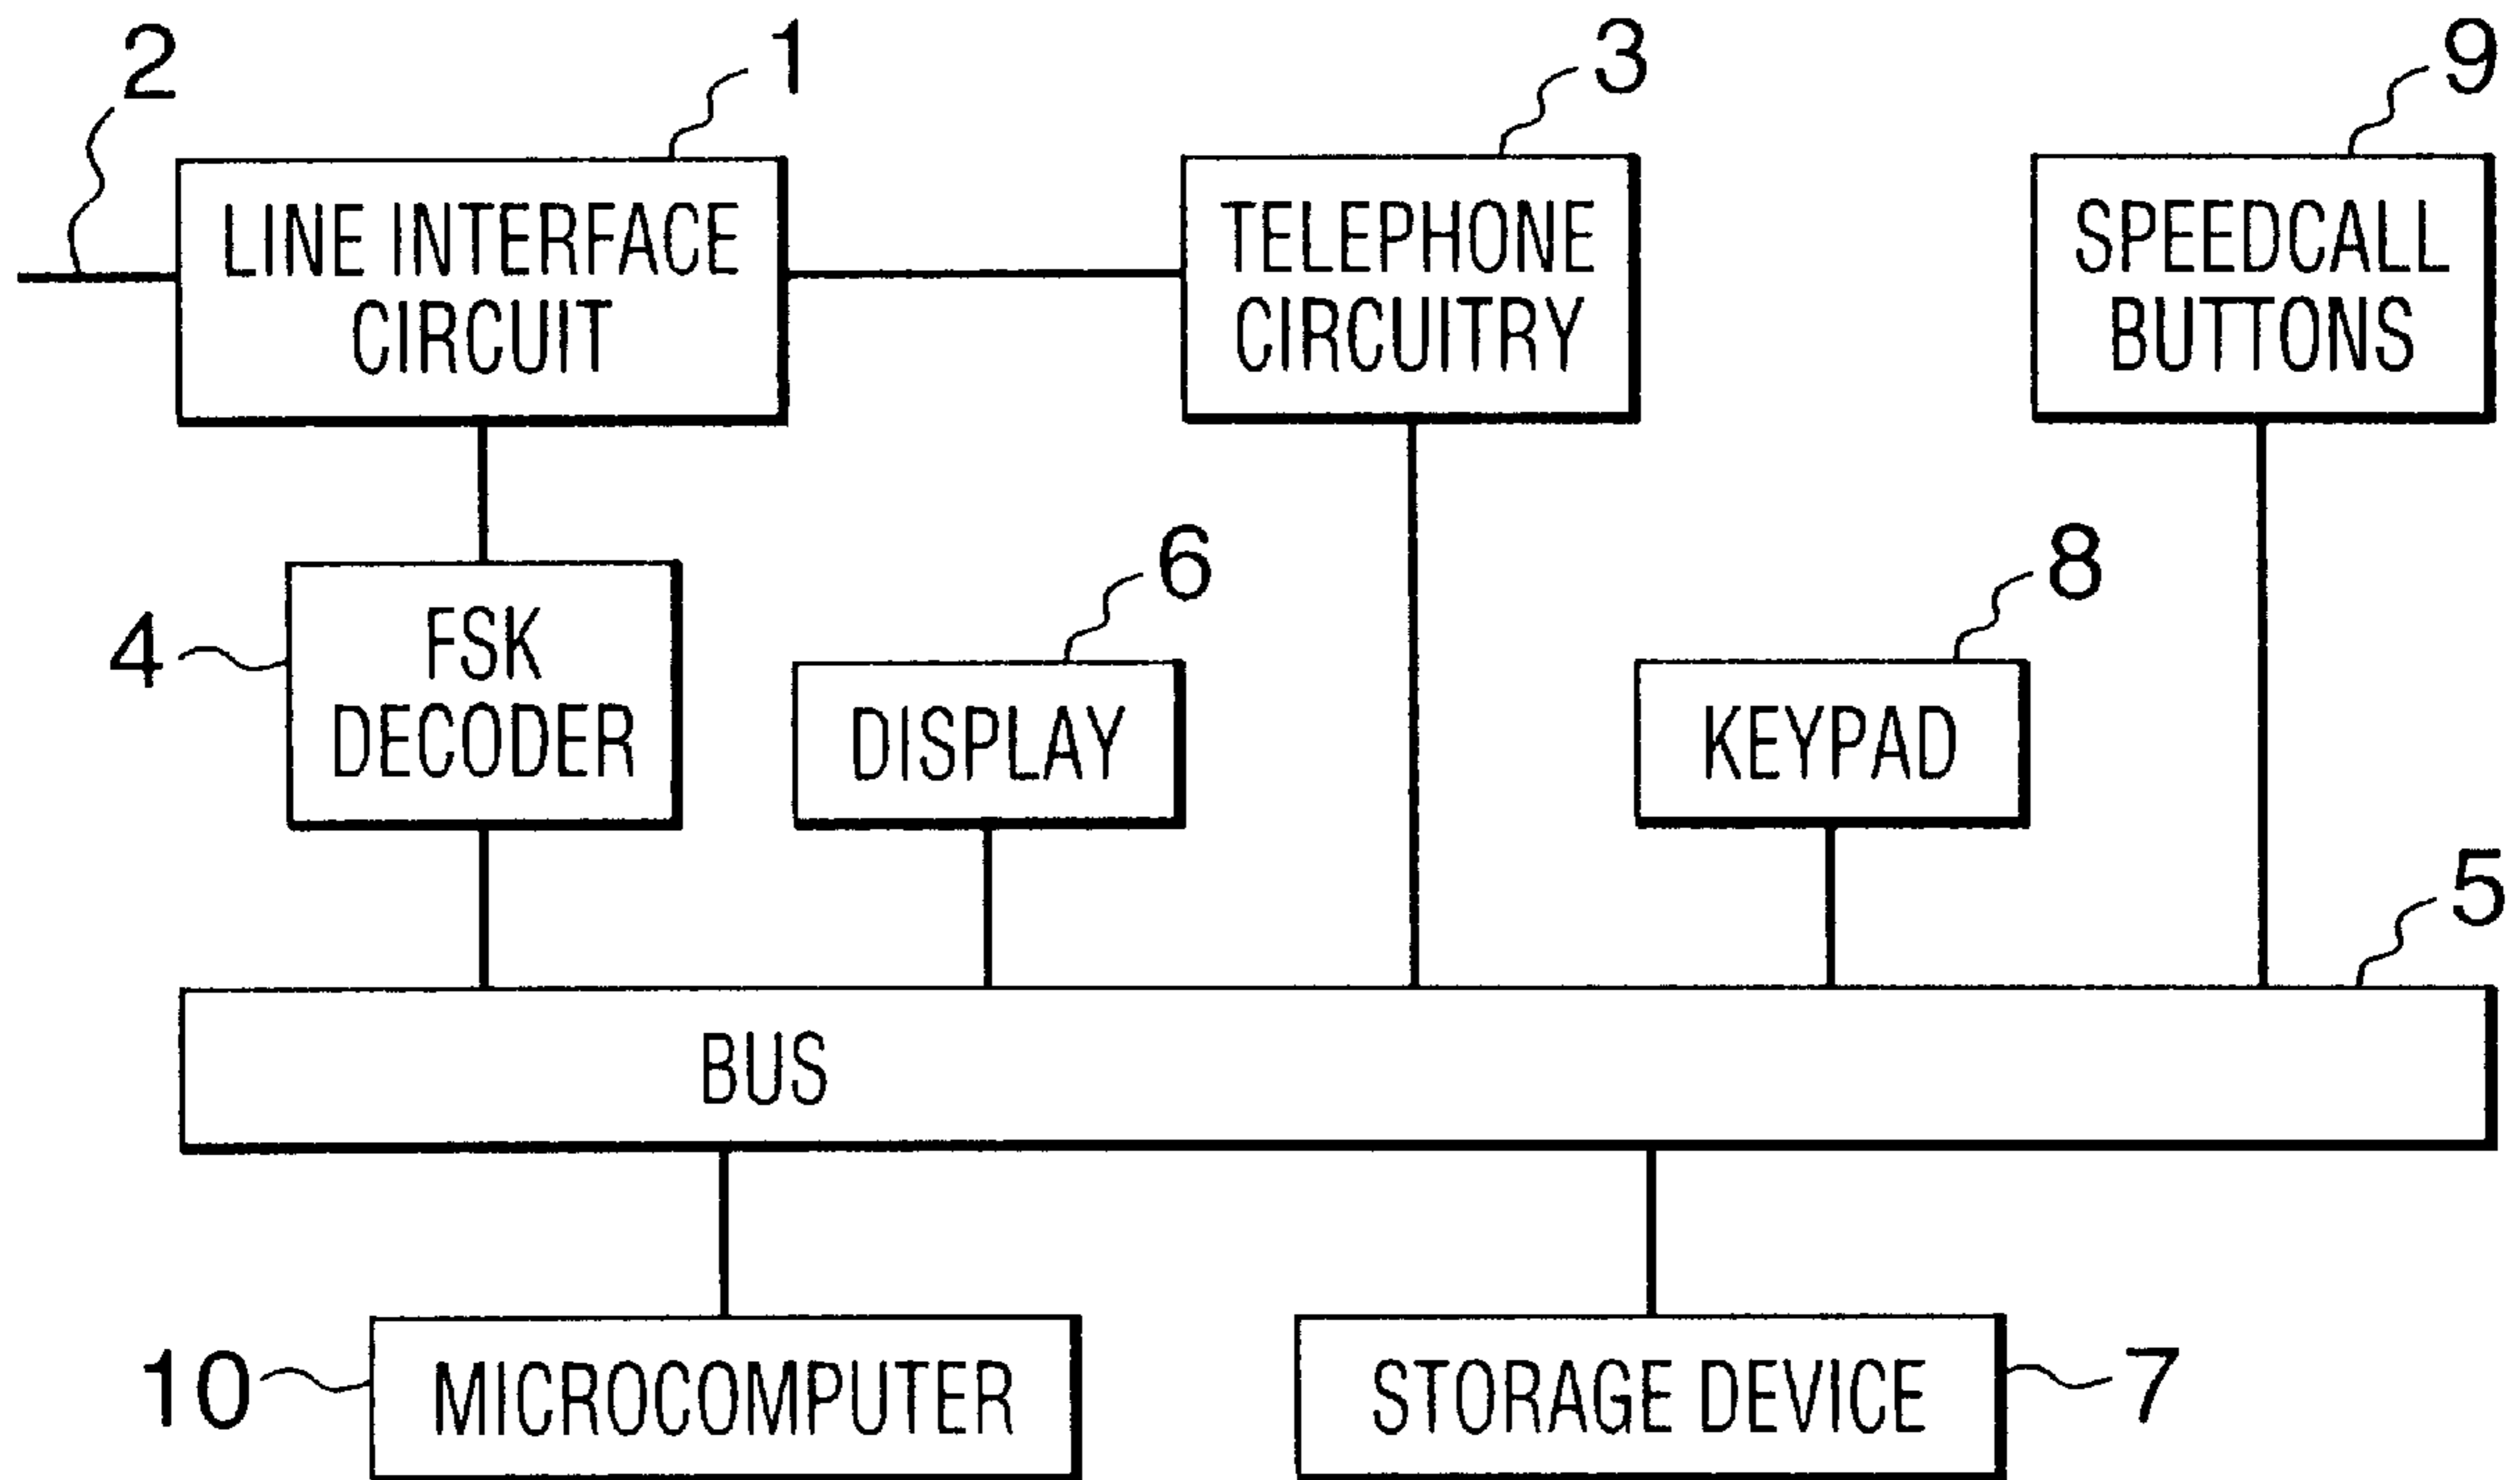 2
1
3
9
LINE INTERFACE
CIRCUIT
TELEPHONE
CIRCUITRY
SPEEDCALL
BUTTONS
4
FSK
DECODER
6
DISPLAY
8
KEYPAD
5
BUS
10
MICROCOMPUTER
STORAGE DEVICE
7